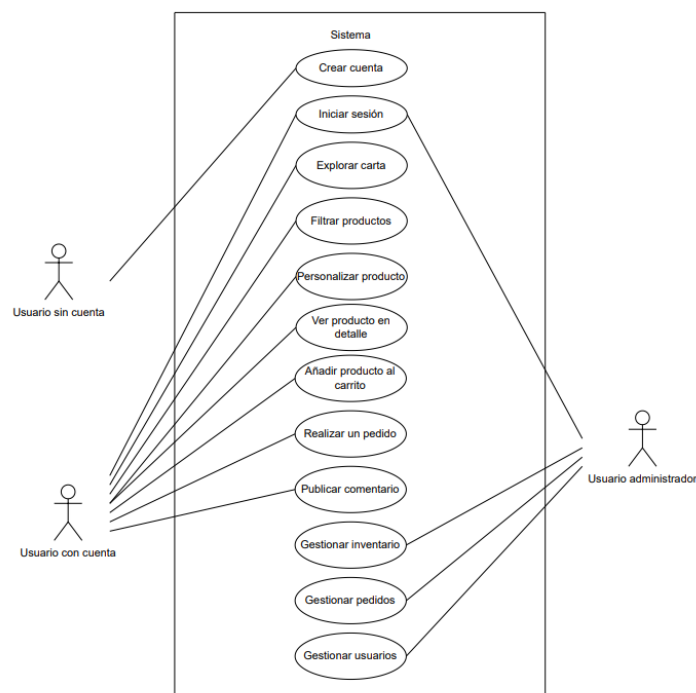 Sistema
Crear cuenta
Iniciar sesión
Explorar carta
Filtrar productos
Usuario sin cuenta
Personalizar producto
Ver producto en
detalle
Añadir producto al
carrito
Realizar un pedido
Usuario administrador
Publicar comentario
Usuario con cuenta
Gestionar inventario
Gestionar pedidos
Gestionar usuarios